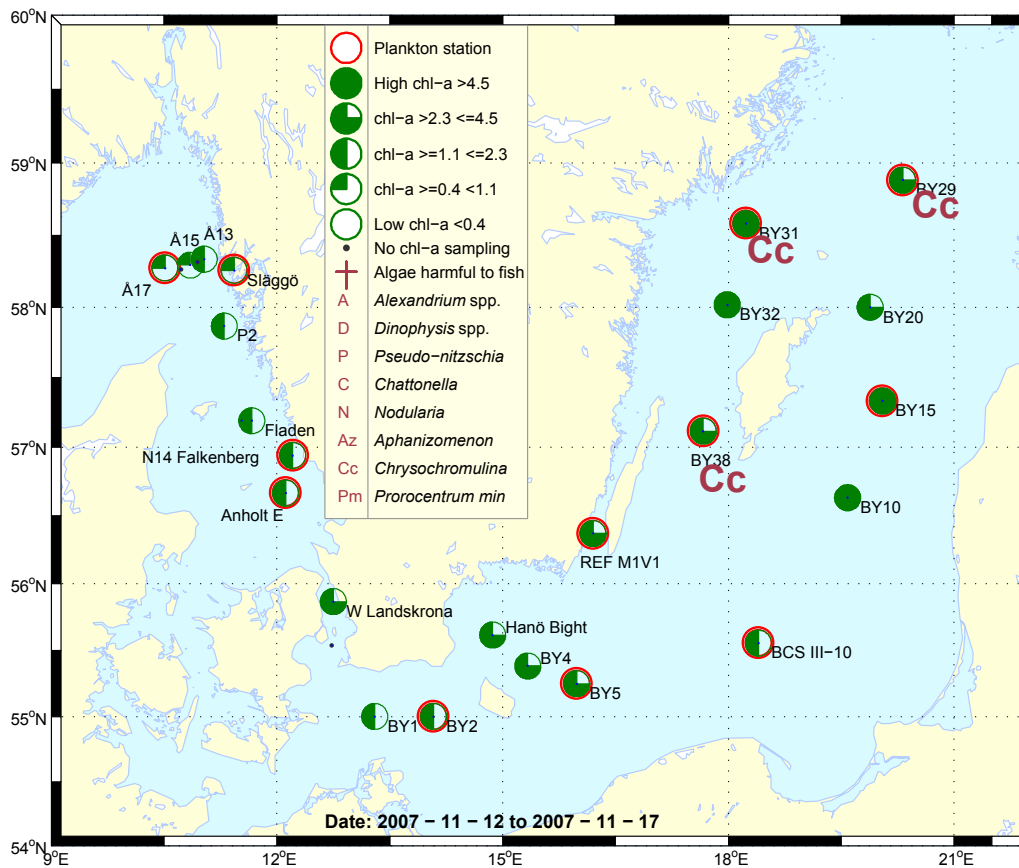 60°N
59°N
58°N
57°N
56°N
55°N
54°N
9°E
12°E
15°E
18°E
21°E
Plankton station
High chl−a >4.5
chl−a >2.3 <=4.5
chl−a >=1.1 <=2.3
chl−a >=0.4 <1.1
Low chl−a <0.4
No chl−a sampling
Algae harmful to fish
A Alexandrium spp.
D Dinophysis spp.
P Pseudo−nitzschia
C Chattonella
N Nodularia
Az Aphanizomenon
Cc Chrysochromulina
Pm Prorocentrum min
BY29
Cc
BY31
Cc
Å15
Å13
Å17
Släggö
P2
BY32
BY20
BY15
Fladen
N14 Falkenberg
BY38
Cc
Anholt E
BY10
REF M1V1
W Landskrona
Hanö Bight
BY4
BY5
BCS III−10
BY1
BY2
Date: 2007 − 11 − 12 to 2007 − 11 − 17